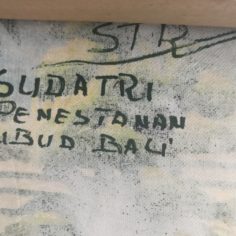 STR
SUDATRI
PENESTANAN
UBUD BALI